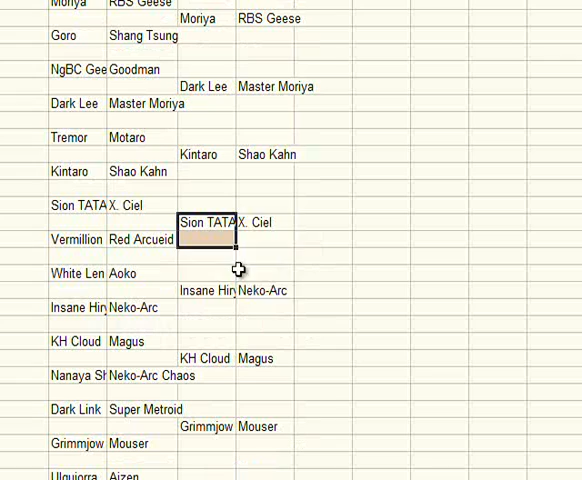 Moriya RBS Geese
Moriya RBS Geese
Goro Shang Tsung
NgBC Gee Goodman
Dark Lee Master Moriya
Dark Lee Master Moriya
Tremor Motaro
Kintaro Shao Kahn
Kintaro Shao Kahn
Sion TATA X. Ciel
Sion TATA X. Ciel
Vermillion Red Arcueid
White Len Aoko
Insane Hiry Neko-Arc
Insane Hiry Neko-Arc
KH Cloud Magus
KH Cloud Magus
Nanaya Sh Neko-Arc Chaos
Dark Link Super Metroid
Grimmjow Mouser
Grimmjow Mouser
Ulquiorra Aizen